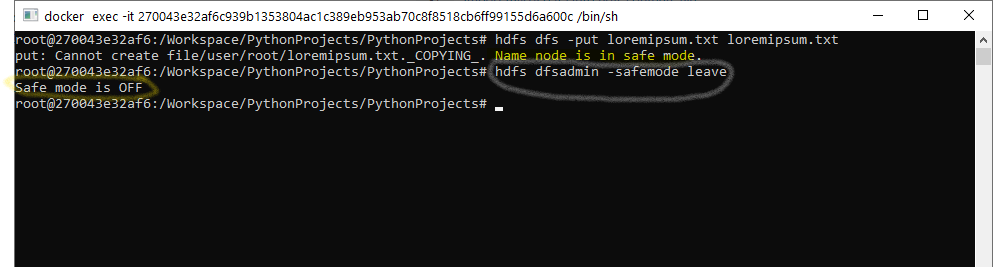 docker exec -it 270043e32af6c939b1353804ac1c389eb953ab70c8f8518cb6ff99155d6a600c /bin/sh
root@270043e32af6:/Workspace/PythonProjects/PythonProjects# hdfs dfs -put loremipsum.txt loremipsum.txt
put: Cannot create file/user/root/loremipsum.txt._COPYING_. Name node is in safe mode.
root@270043e32af6:/Workspace/PythonProjects/PythonProjects# hdfs dfsadmin -safemode leave
Safe mode is OFF
root@270043e32af6:/Workspace/PythonProjects/PythonProjects#